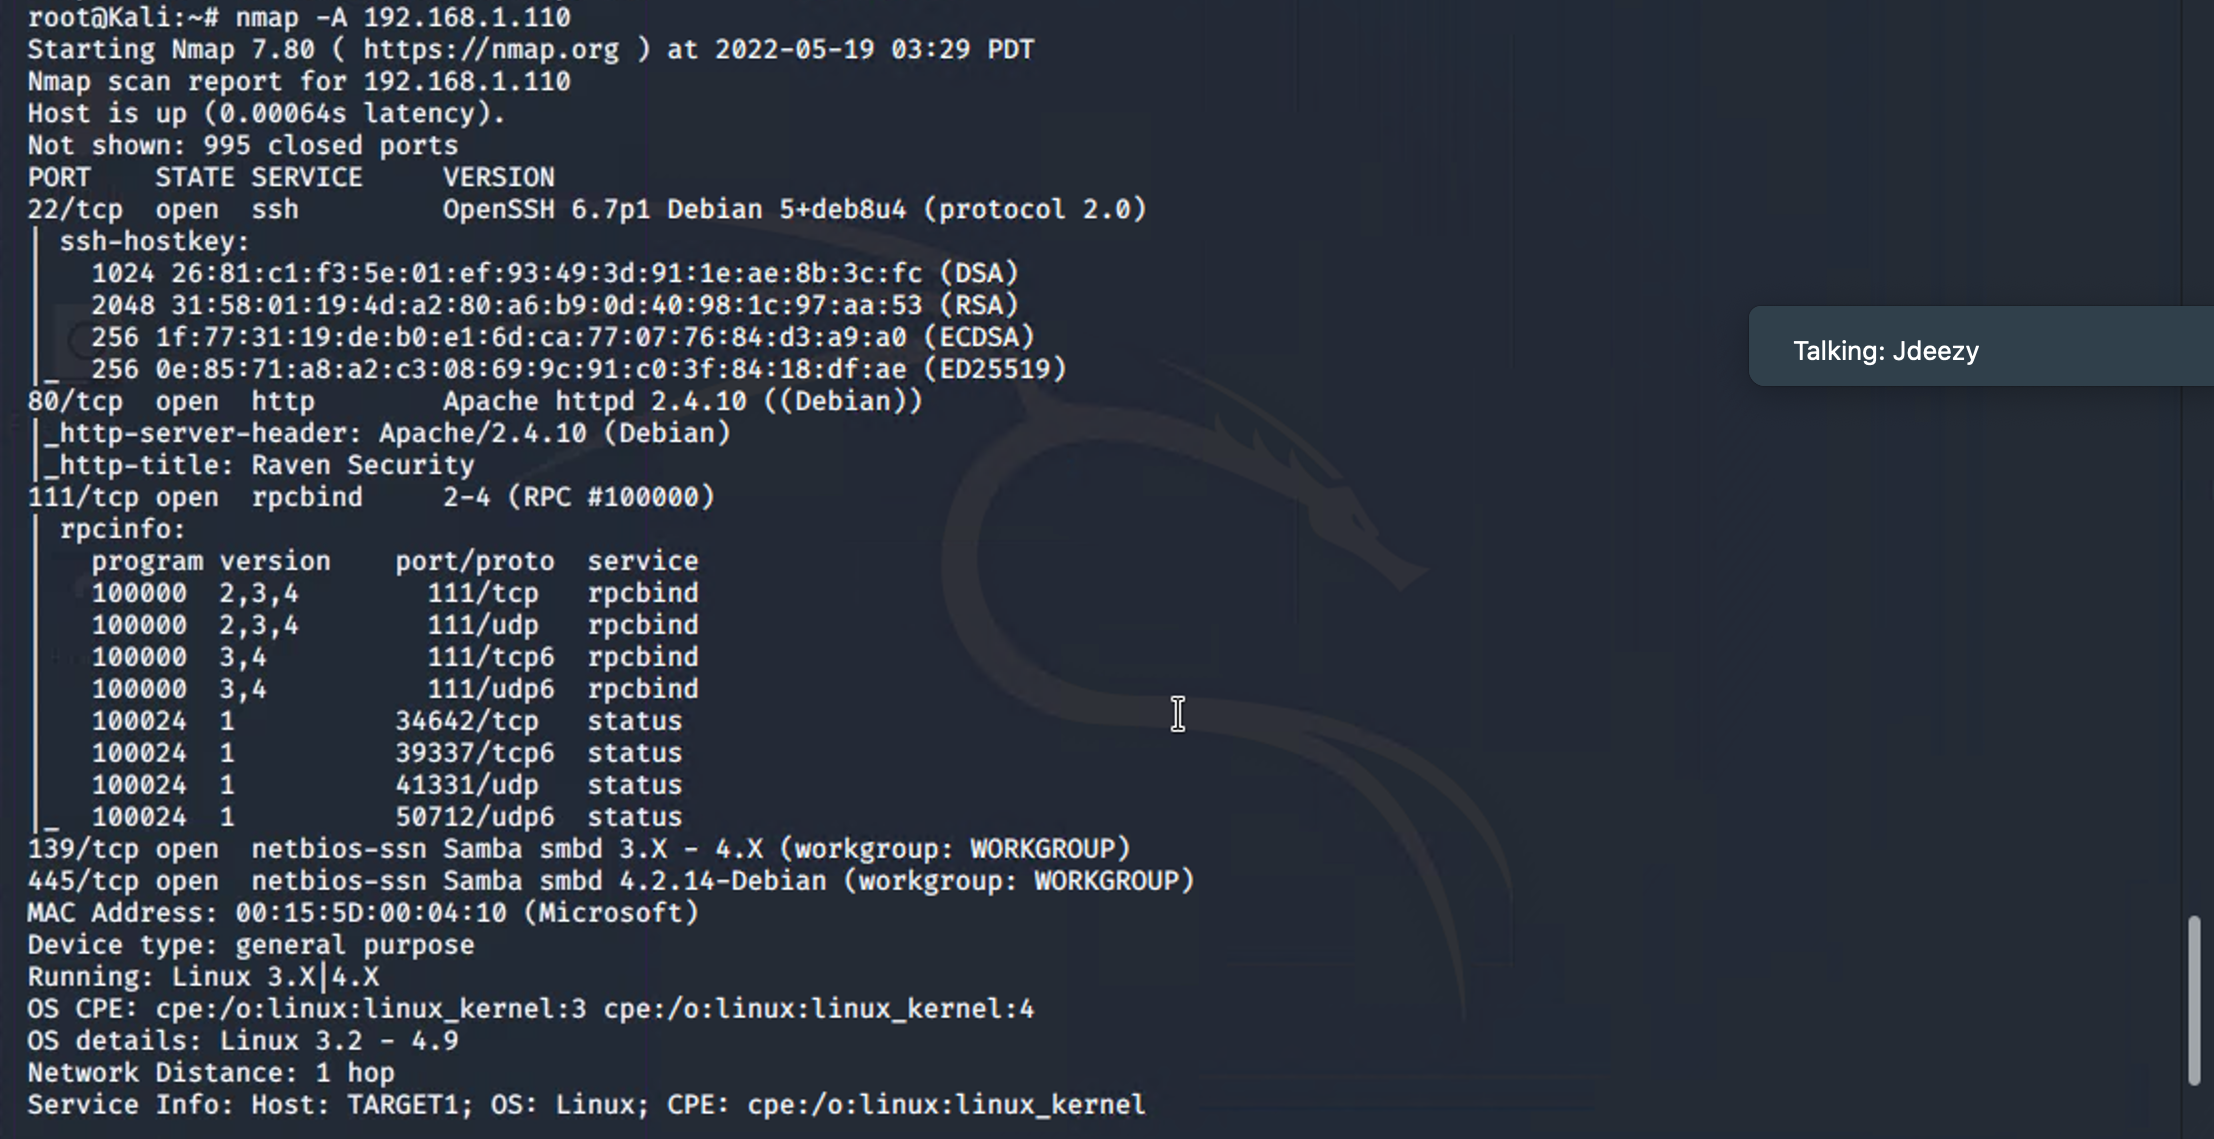 root@Kali:~# nmap -A 192.168.1.110
Starting Nmap 7.80 ( https://nmap.org ) at 2022-05-19 03:29 PDT
Nmap scan report for 192.168.1.110
Host is up (0.00064s latency).
Not shown: 995 closed ports
PORT    STATE SERVICE     VERSION
22/tcp  open  ssh         OpenSSH 6.7p1 Debian 5+deb8u4 (protocol 2.0)
| ssh-hostkey:
|   1024 26:81:c1:f3:5e:01:ef:93:49:3d:91:1e:ae:8b:3c:fc (DSA)
|   2048 31:58:01:19:4d:a2:80:a6:b9:0d:40:98:1c:97:aa:53 (RSA)
|   256 1f:77:31:19:de:b0:e1:6d:ca:77:07:76:84:d3:a9:a0 (ECDSA)
|_  256 0e:85:71:a8:a2:c3:08:69:9c:91:c0:3f:84:18:df:ae (ED25519)
80/tcp  open  http        Apache httpd 2.4.10 ((Debian))
|_http-server-header: Apache/2.4.10 (Debian)
|_http-title: Raven Security
111/tcp open  rpcbind     2-4 (RPC #100000)
| rpcinfo:
|   program version    port/proto  service
|   100000  2,3,4        111/tcp   rpcbind
|   100000  2,3,4        111/udp   rpcbind
|   100000  3,4          111/tcp6  rpcbind
|   100000  3,4          111/udp6  rpcbind
|   100024  1          34642/tcp   status
|   100024  1          39337/tcp6  status
|   100024  1          41331/udp   status
|_  100024  1          50712/udp6  status
139/tcp open  netbios-ssn Samba smbd 3.X - 4.X (workgroup: WORKGROUP)
445/tcp open  netbios-ssn Samba smbd 4.2.14-Debian (workgroup: WORKGROUP)
MAC Address: 00:15:5D:00:04:10 (Microsoft)
Device type: general purpose
Running: Linux 3.X|4.X
OS CPE: cpe:/o:linux:linux_kernel:3 cpe:/o:linux:linux_kernel:4
OS details: Linux 3.2 - 4.9
Network Distance: 1 hop
Service Info: Host: TARGET1; OS: Linux; CPE: cpe:/o:linux:linux_kernel
Talking: Jdeezy